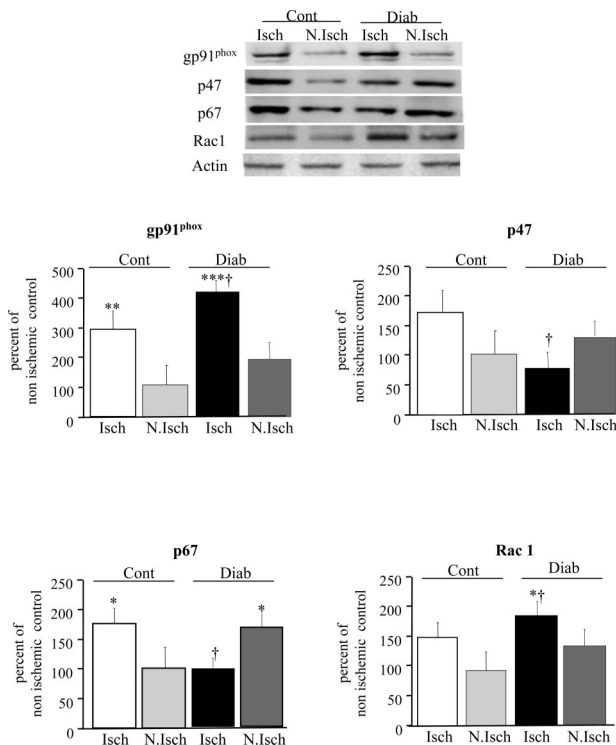 Cont Diab
Isch N.Isch Isch N.Isch
gp91phox
p47
p67
Rac1
Actin
gp91phox
Cont Diab
percent of
non ischemic control
500
400
300
200
100
0
**
***†
Isch N.Isch Isch N.Isch
p47
Cont Diab
percent of
non ischemic control
250
200
150
100
50
0
†
Isch N.Isch Isch N.Isch
p67
Cont Diab
percent of
non ischemic control
250
200
150
100
50
0
*
†
*
Isch N.Isch Isch N.Isch
Rac 1
Cont Diab
percent of
non ischemic control
250
200
150
100
50
0
*†
Isch N.Isch Isch N.Isch